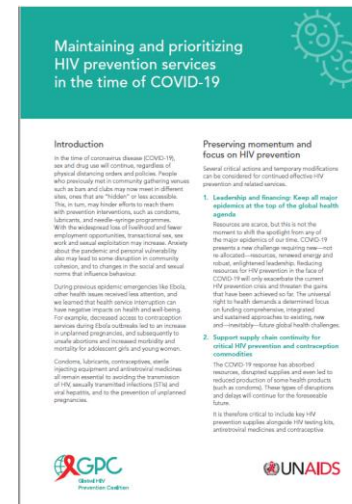 Maintaining and prioritizing
HIV prevention services
in the time of COVID-19
Introduction
In the time of coronavirus disease (COVID-19),
sex and drug use will continue, regardless of
physical distancing orders and policies. People
who previously met in community gathering venues
such as bars and clubs may now meet in different
sites, ones that are "hidden" or less accessible.
This, in turn, may hinder efforts to reach them
with prevention interventions, such as condoms,
lubricants, and needle–syringe programmes.
With the widespread loss of livelihood and fewer
employment opportunities, transactional sex, sex
work and sexual exploitation may increase. Anxiety
about the pandemic and personal vulnerability
also may lead to some disruption in community
cohesion, and to changes in the social and sexual
norms that influence behaviour.
During previous epidemic emergencies like Ebola,
other health issues received less attention, and
we learned that health service interruption can
have negative impacts on health and well-being.
For example, decreased access to contraception
services during Ebola outbreaks led to an increase
in unplanned pregnancies, and subsequently to
unsafe abortions and increased morbidity and
mortality for adolescent girls and young women.
Condoms, lubricants, contraceptives, sterile
injecting equipment and antiretroviral medicines
all remain essential to avoiding the transmission
of HIV, sexually transmitted infections (STIs) and
viral hepatitis, and to the prevention of unplanned
pregnancies.
Preserving momentum and
focus on HIV prevention
Several critical actions and temporary modifications
can be considered for continued effective HIV
prevention and related services.
1. Leadership and financing: Keep all major
epidemics at the top of the global health
agenda
Resources are scarce, but this is not the
moment to shift the spotlight from any of
the major epidemics of our time. COVID-19
presents a new challenge requiring new—not
re-allocated—resources, renewed energy and
robust, enlightened leadership. Reducing
resources for HIV prevention in the face of
COVID-19 will only exacerbate the current
HIV prevention crisis and threaten the gains
that have been achieved so far. The universal
right to health demands a determined focus
on funding comprehensive, integrated
and sustained approaches to existing, new
and—inevitably—future global health challenges.
2. Support supply chain continuity for
critical HIV prevention and contraception
commodities
The COVID-19 response has absorbed
resources, disrupted supplies and even led to
reduced production of some health products
(such as condoms). These types of disruptions
and delays will continue for the foreseeable
future.
It is therefore critical to include key HIV
prevention supplies alongside HIV testing kits,
antiretroviral medicines and contraceptive
GPC
Global HIV
Prevention Coalition
UNAIDS